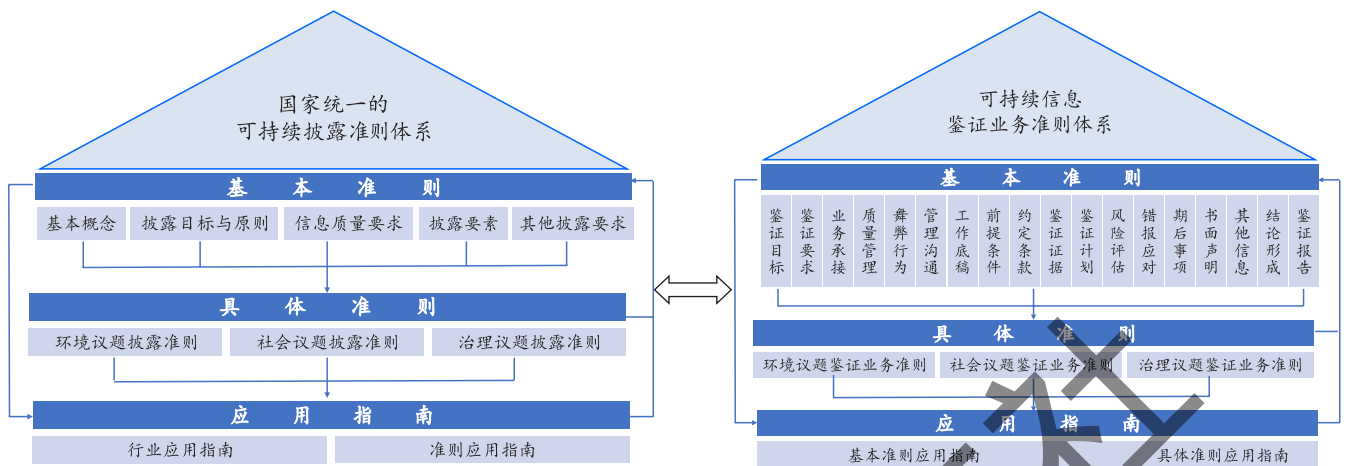 国家统一的
可持续披露准则体系
基本准则
基本概念
披露目标与原则
信息质量要求
披露要素
其他披露要求
具体准则
环境议题披露准则
社会议题披露准则
治理议题披露准则
应用指南
行业应用指南
准则应用指南
可持续信息
鉴证业务准则体系
基本准则
鉴证目标
鉴证要求
业务承接
质量管理
舞弊行为
管理沟通
工作底稿
前提条件
约定条款
鉴证证据
鉴证计划
风险评估
错报应对
期后事项
书面声明
其他信息
结论形成
鉴证报告
具体准则
环境议题鉴证业务准则
社会议题鉴证业务准则
治理议题鉴证业务准则
应用指南
基本准则应用指南
具体准则应用指南
社